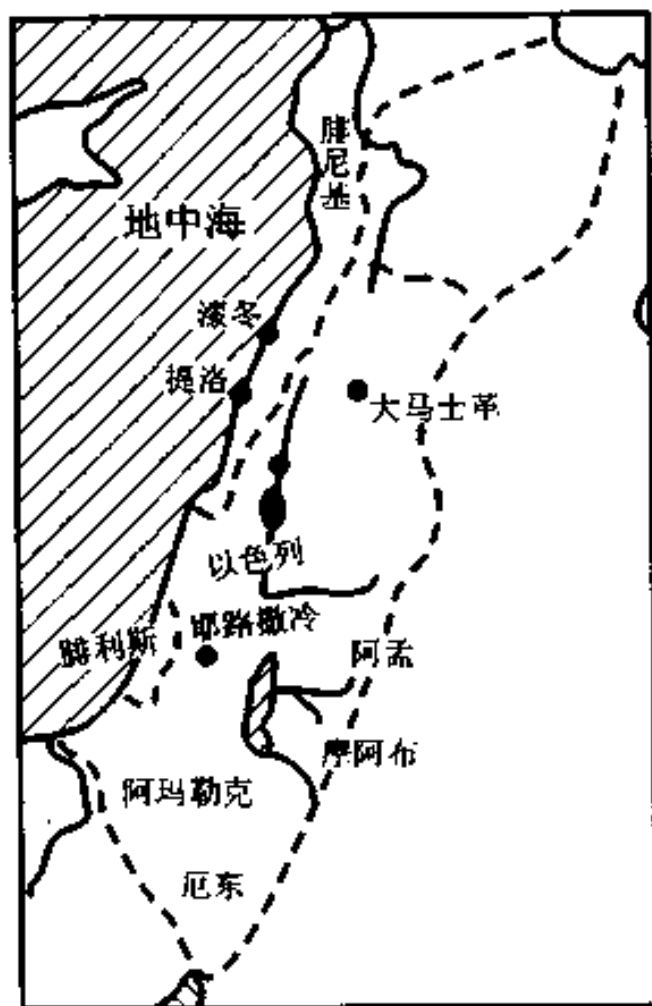 腓尼基
地中海
漆冬
提洛
大马士革
以色列
耶路撒冷
腓利斯
阿孟
摩阿布
阿玛勒克
厄东